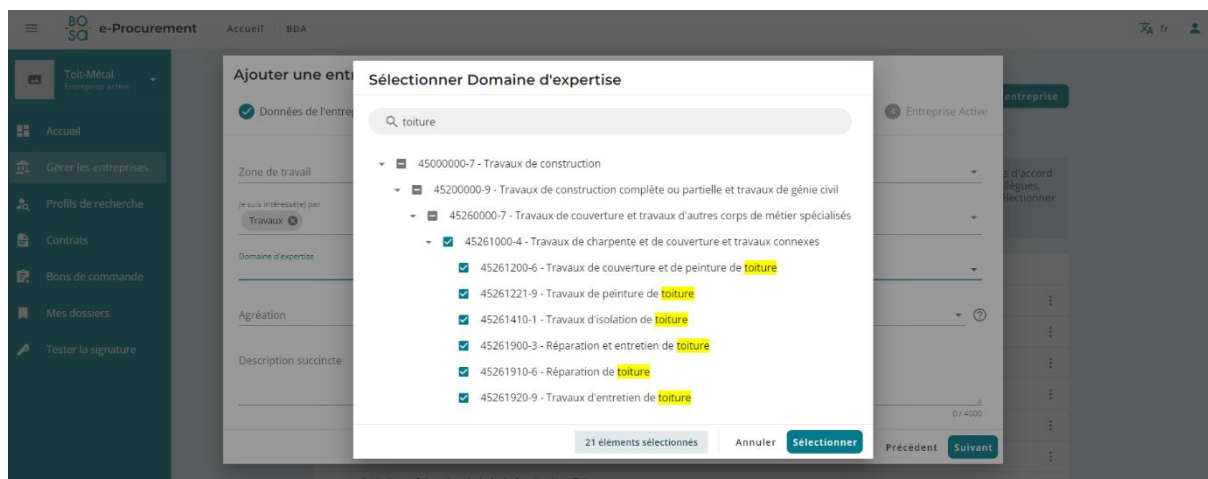 BOSA e-Procurement Accueil BDA fr
Toit-Métal
Entreprise active
Accueil
Gérer les entreprises
Profils de recherche
Contrats
Bons de commande
Mes dossiers
Tester la signature
entreprise
s d'accord
llègues,
électionner
Ajouter une enti
Données de l'entrep
4 Entreprise Active
Zone de travail
Je suis intéressé(e) par
Travaux
Domaine d'expertise
Agréation
Description succincte
0 / 4000
Précédent Suivant
Sélectionner Domaine d'expertise
toiture
45000000-7 - Travaux de construction
45200000-9 - Travaux de construction complète ou partielle et travaux de génie civil
45260000-7 - Travaux de couverture et travaux d'autres corps de métier spécialisés
45261000-4 - Travaux de charpente et de couverture et travaux connexes
45261200-6 - Travaux de couverture et de peinture de toiture
45261221-9 - Travaux de peinture de toiture
45261410-1 - Travaux d'isolation de toiture
45261900-3 - Réparation et entretien de toiture
45261910-6 - Réparation de toiture
45261920-9 - Travaux d'entretien de toiture
21 éléments sélectionnés Annuler Sélectionner